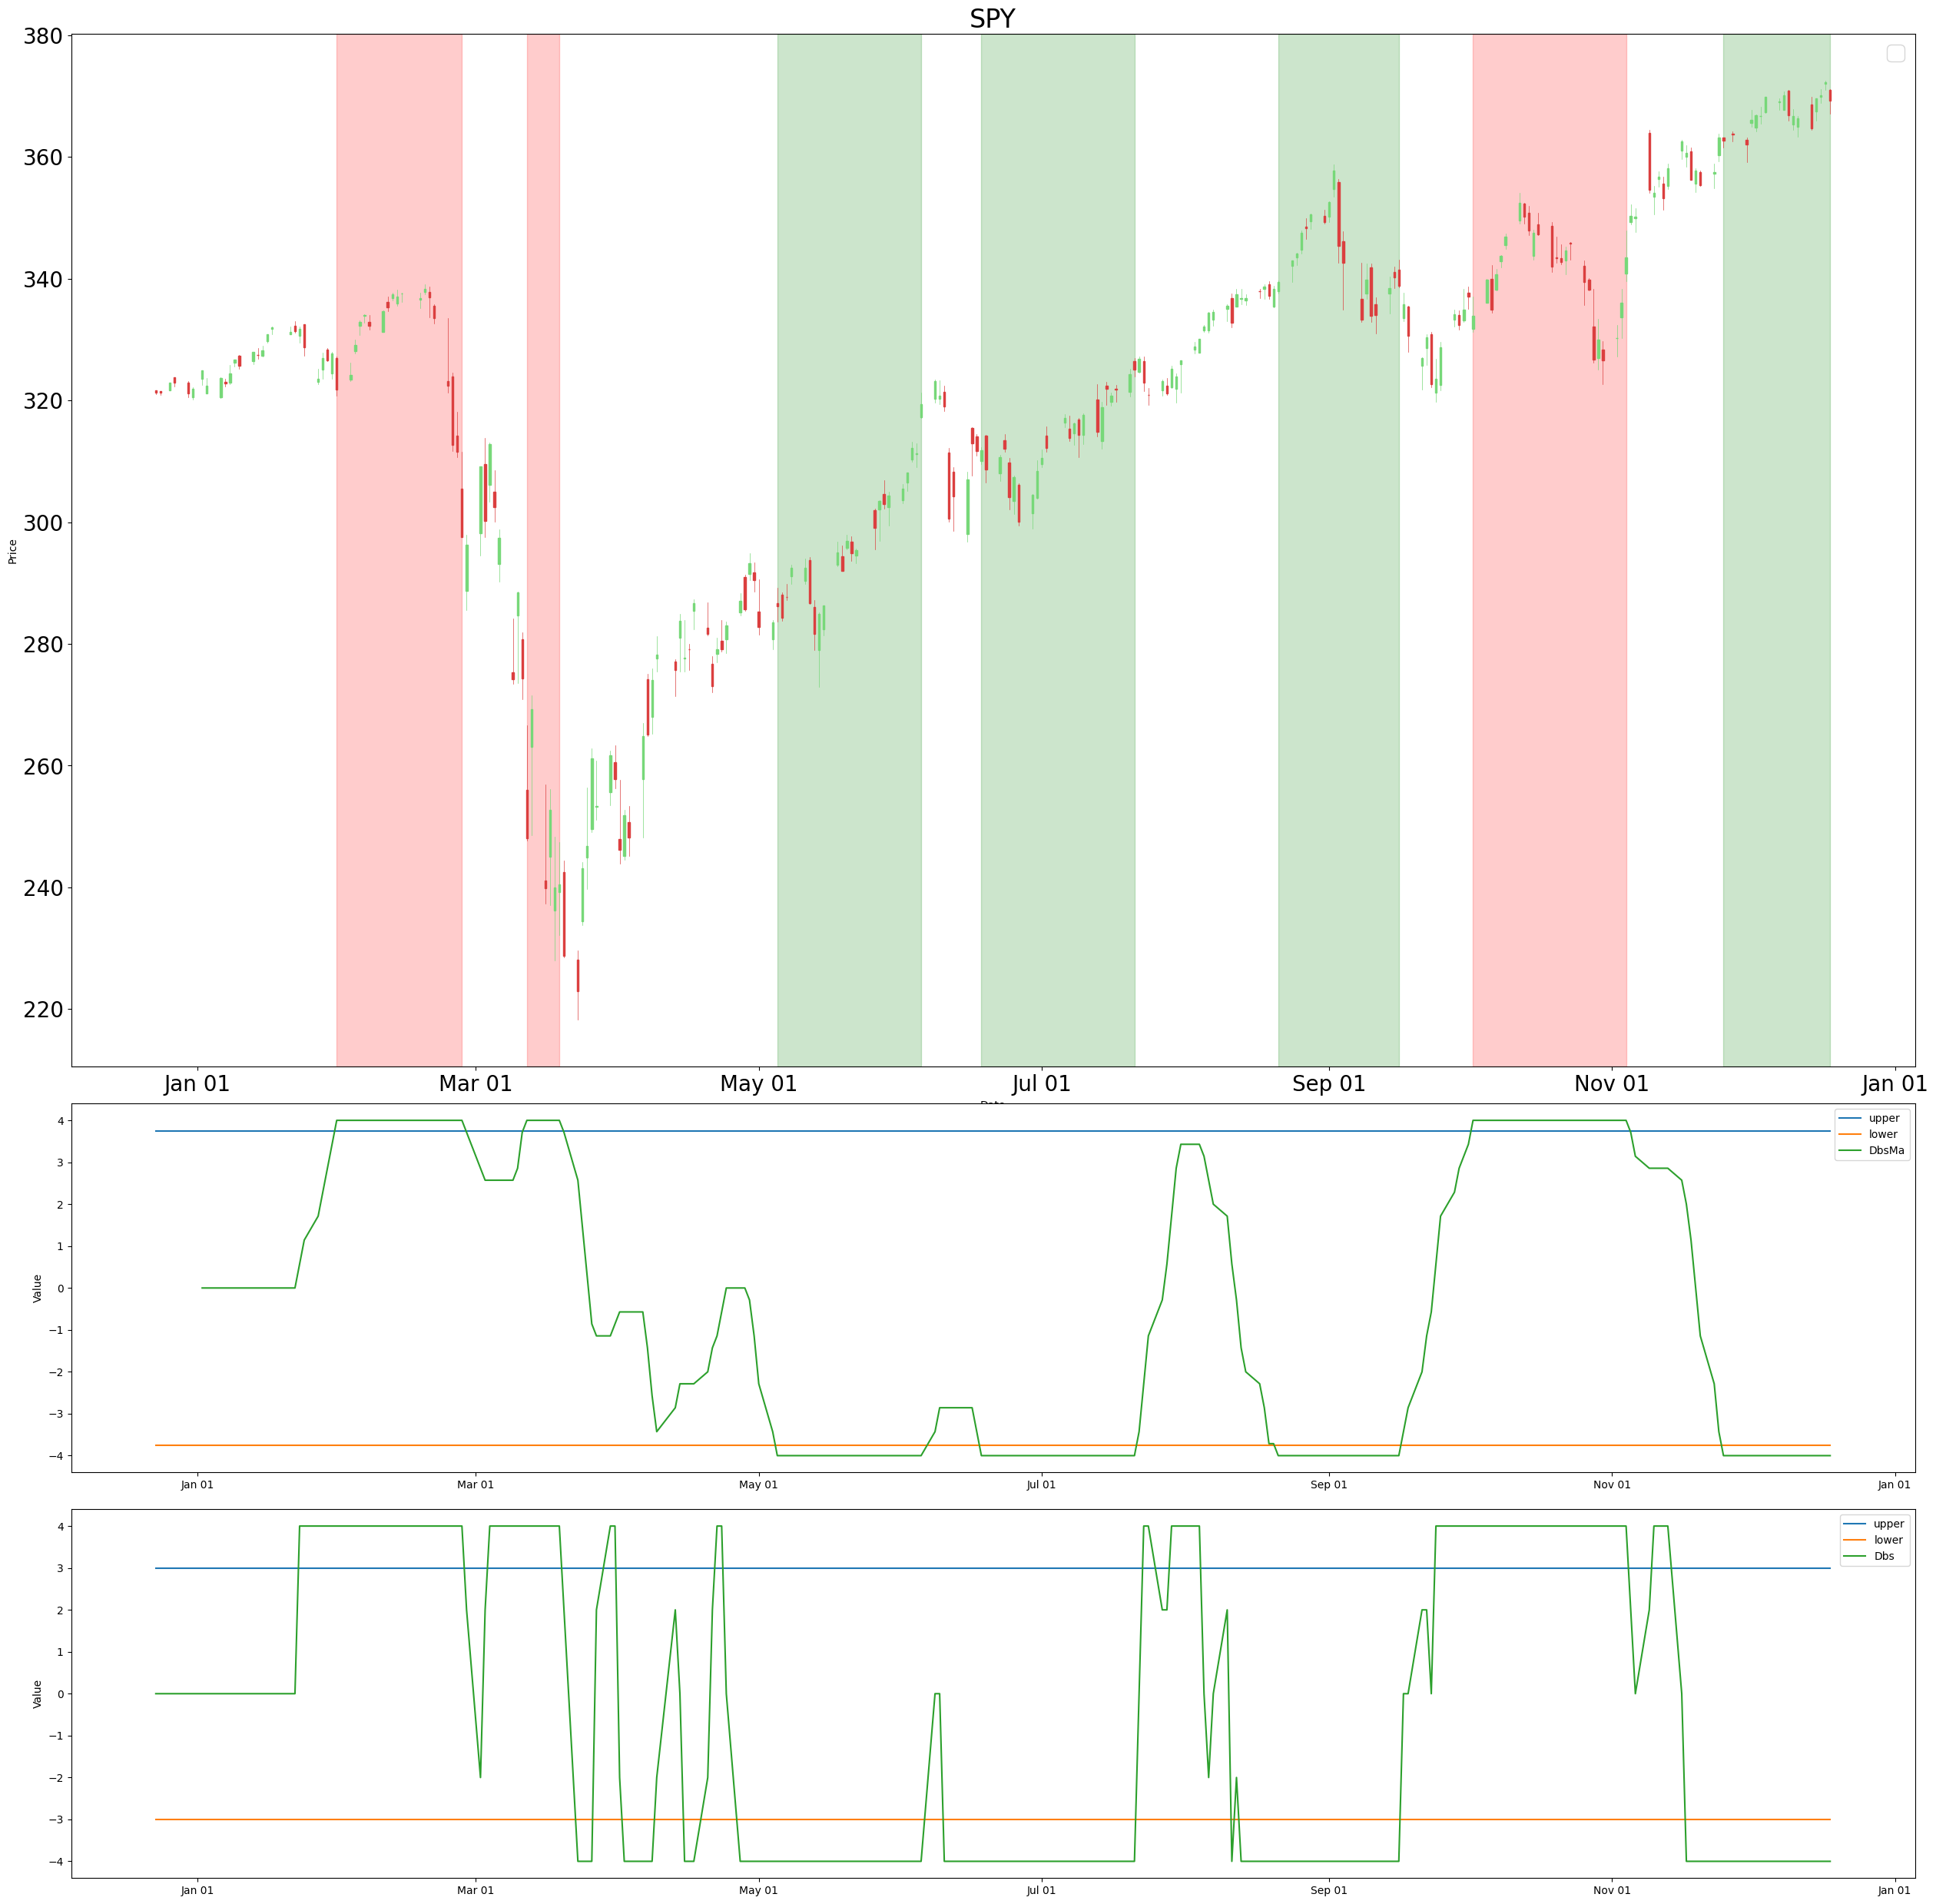 SPY
380
360
340
320
300
280
260
240
220
Price
Jan 01 Mar 01 May 01 Jul 01 Sep 01 Nov 01 Jan 01
Date
4
3
2
1
0
−1
−2
−3
−4
Value
upper
lower
DbsMa
Jan 01 Mar 01 May 01 Jul 01 Sep 01 Nov 01 Jan 01
4
3
2
1
0
−1
−2
−3
−4
Value
upper
lower
Dbs
Jan 01 Mar 01 May 01 Jul 01 Sep 01 Nov 01 Jan 01